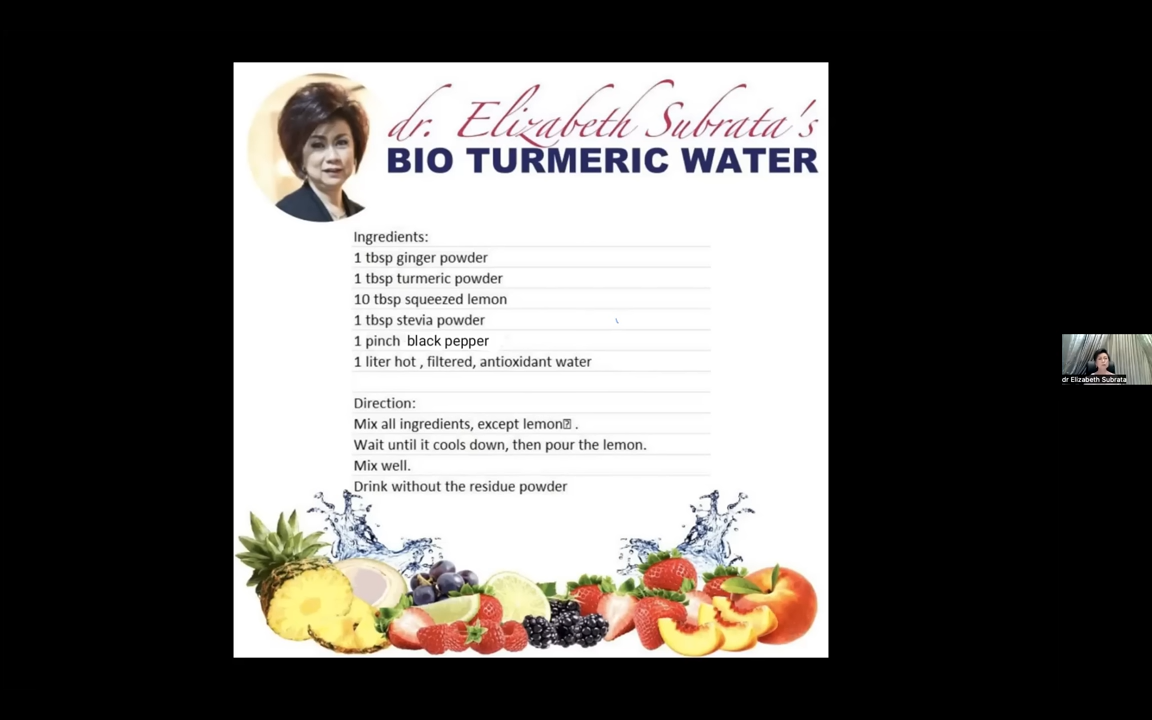 dr. Elizabeth Subrata's
BIO TURMERIC WATER
Ingredients:
1 tbsp ginger powder
1 tbsp turmeric powder
10 tbsp squeezed lemon
1 tbsp stevia powder
1 pinch black pepper
1 liter hot , filtered, antioxidant water
Direction:
Mix all ingredients, except lemon .
Wait until it cools down, then pour the lemon.
Mix well.
Drink without the residue powder
dr Elizabeth Subrata